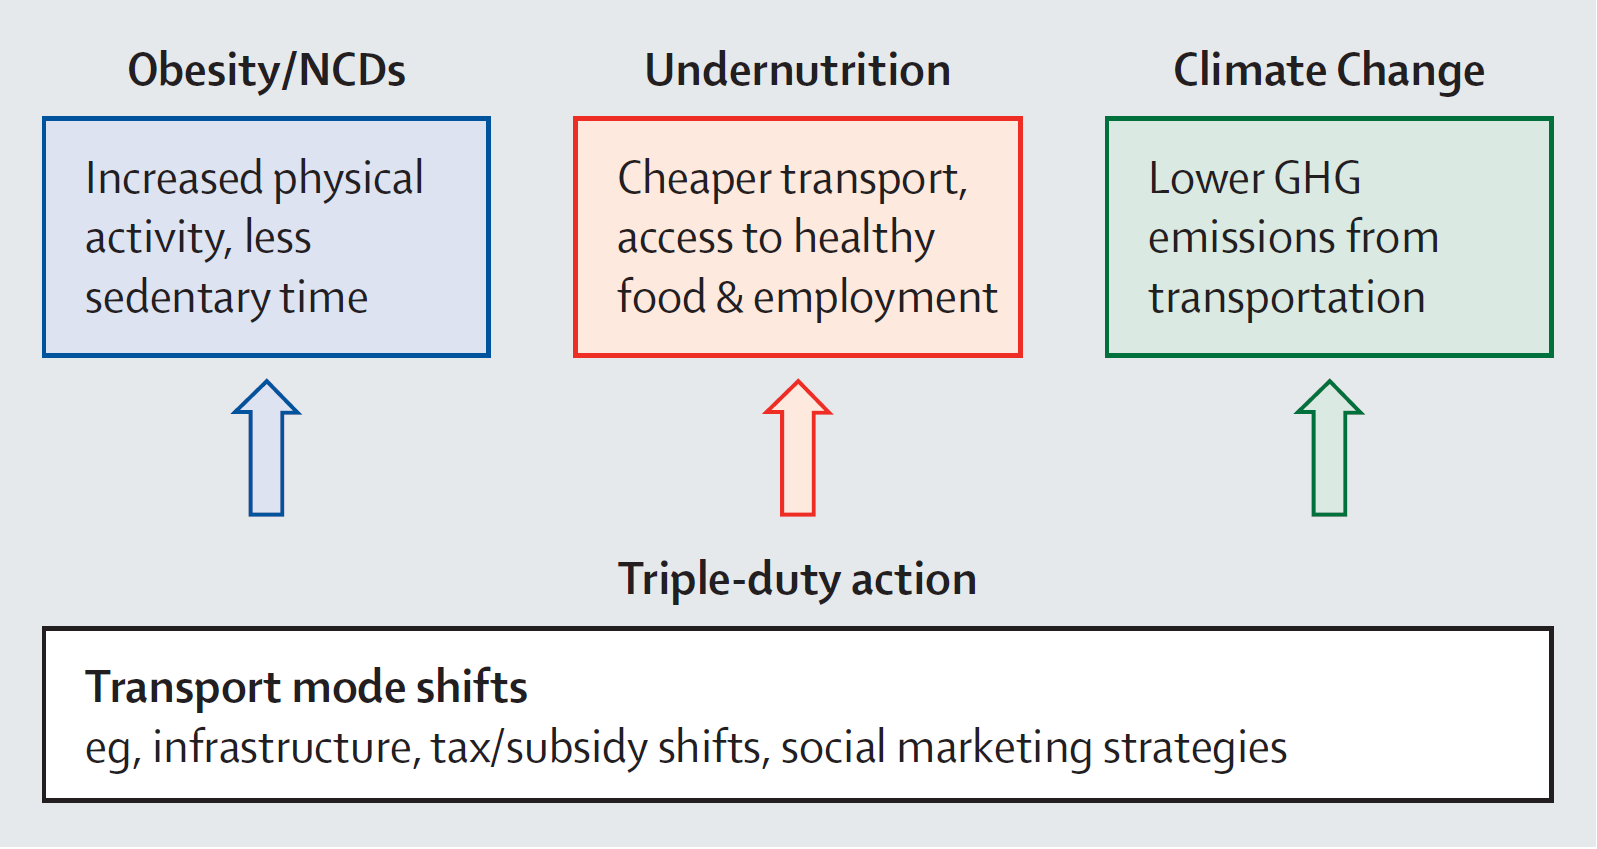 Obesity/NCDs
Increased physical
activity, less
sedentary time
Undernutrition
Cheaper transport,
access to healthy
food & employment
Climate Change
Lower GHG
emissions from
transportation
Triple-duty action
Transport mode shifts
eg, infrastructure, tax/subsidy shifts, social marketing strategies